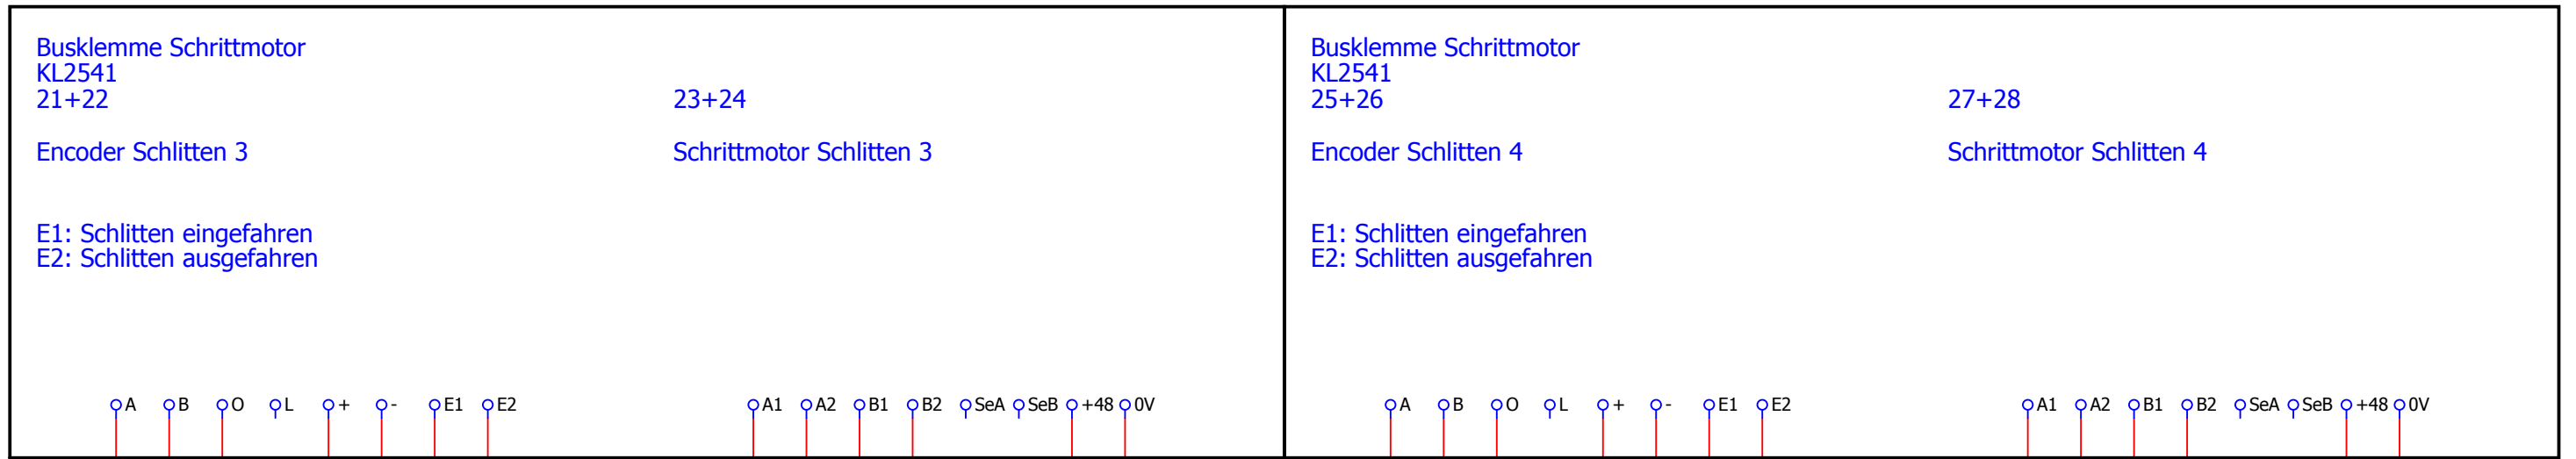 Busklemme Schrittmotor
KL2541
21+22 23+24
Encoder Schlitten 3 Schrittmotor Schlitten 3
E1: Schlitten eingefahren
E2: Schlitten ausgefahren
A B O L + - E1 E2 A1 A2 B1 B2 SeA SeB +48 0V
Busklemme Schrittmotor
KL2541
25+26 27+28
Encoder Schlitten 4 Schrittmotor Schlitten 4
E1: Schlitten eingefahren
E2: Schlitten ausgefahren
A B O L + - E1 E2 A1 A2 B1 B2 SeA SeB +48 0V